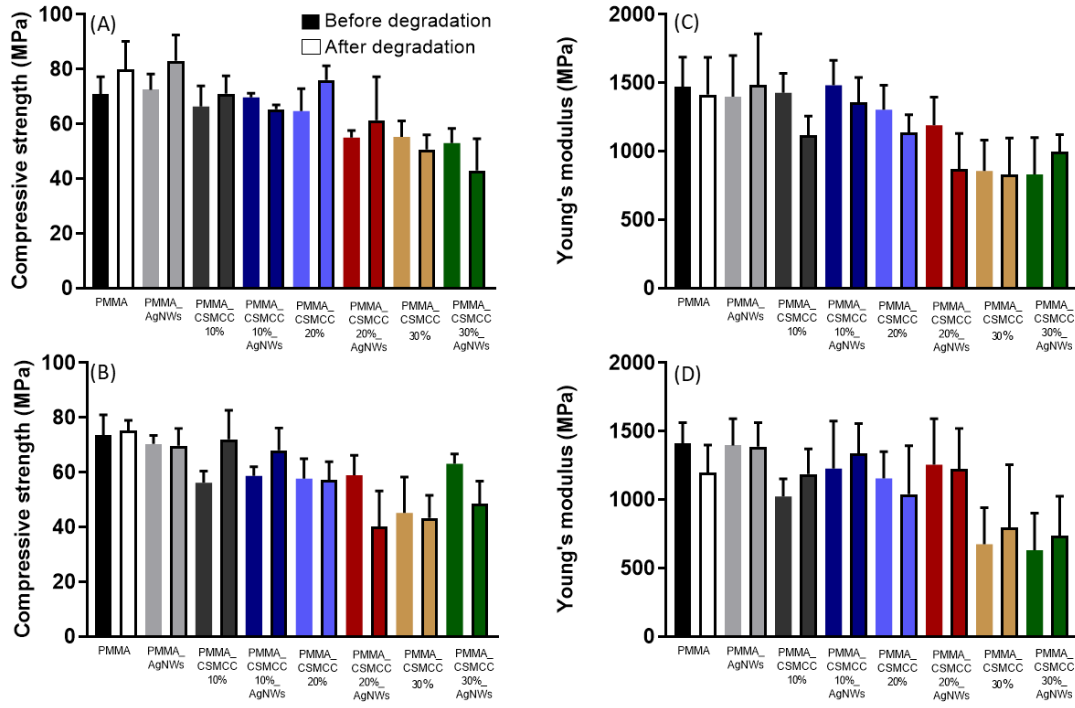 (A)
Before degradation
After degradation
Compressive strength (MPa)
100
80
60
40
20
0
PMMA
PMMA_
AgNWs
PMMA_
CSMCC
10%
PMMA_
CSMCC
10%_
AgNWs
PMMA_
CSMCC
20%
PMMA_
CSMCC
20%_
AgNWs
PMMA_
CSMCC
30%
PMMA_
CSMCC
30%_
AgNWs
(C)
Young's modulus (MPa)
2000
1500
1000
500
0
PMMA
PMMA_
AgNWs
PMMA_
CSMCC
10%
PMMA_
CSMCC
10%_
AgNWs
PMMA_
CSMCC
20%
PMMA_
CSMCC
20%_
AgNWs
PMMA_
CSMCC
30%
PMMA_
CSMCC
30%_
AgNWs
(B)
Compressive strength (MPa)
100
80
60
40
20
0
PMMA
PMMA_
AgNWs
PMMA_
CSMCC
10%
PMMA_
CSMCC
10%_
AgNWs
PMMA_
CSMCC
20%
PMMA_
CSMCC
20%_
AgNWs
PMMA_
CSMCC
30%
PMMA_
CSMCC
30%_
AgNWs
(D)
Young's modulus (MPa)
2000
1500
1000
500
0
PMMA
PMMA_
AgNWs
PMMA_
CSMCC
10%
PMMA_
CSMCC
10%_
AgNWs
PMMA_
CSMCC
20%
PMMA_
CSMCC
20%_
AgNWs
PMMA_
CSMCC
30%
PMMA_
CSMCC
30%_
AgNWs